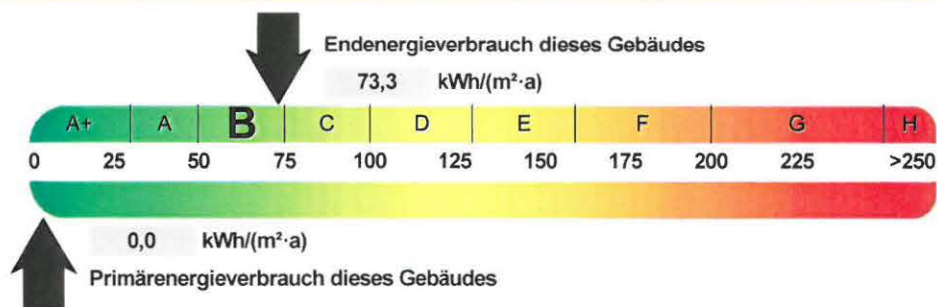 Endenergieverbrauch dieses Gebäudes
73,3 kWh/(m²·a)
A+ A B C D E F G H
0 25 50 75 100 125 150 175 200 225 >250
0,0 kWh/(m²·a)
Primärenergieverbrauch dieses Gebäudes